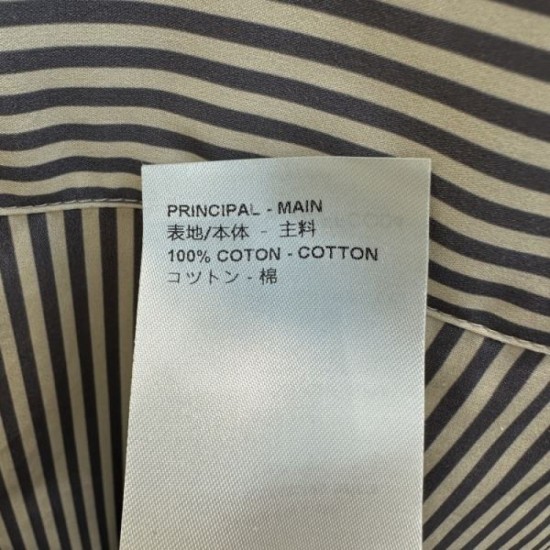 PRINCIPAL - MAIN
表地/本体 - 主料
100% COTON - COTTON
コットン - 棉